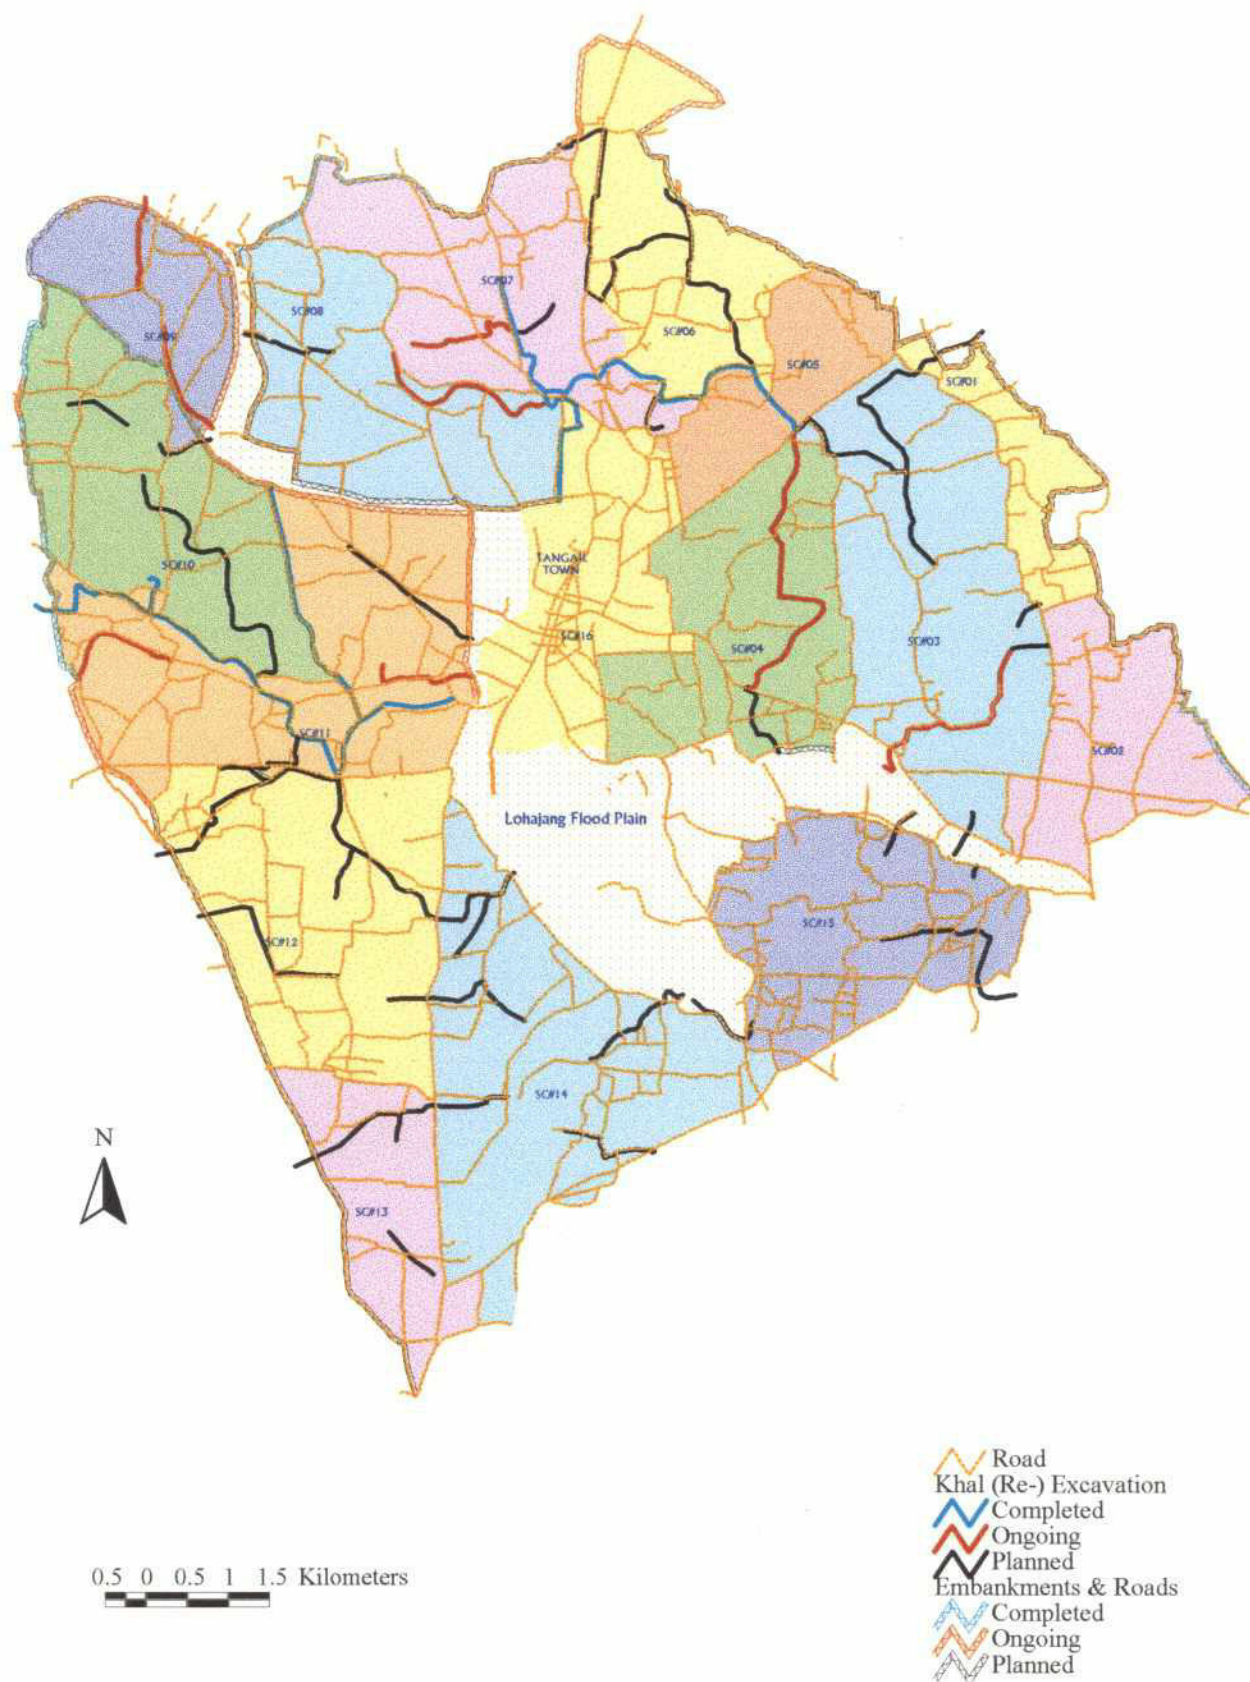 SC#07
SC#08
SC#06
SC#09
SC#05
SC#01
TANGAIL
TOWN
SC#10
SC#16
SC#04
SC#03
SC#11
SC#02
Lohajang Flood Plain
SC#15
SC#12
SC#14
N
SC#13
Road
Khal (Re-) Excavation
Completed
Ongoing
Planned
0.5 0 0.5 1 1.5 Kilometers
Embankments & Roads
Completed
Ongoing
Planned